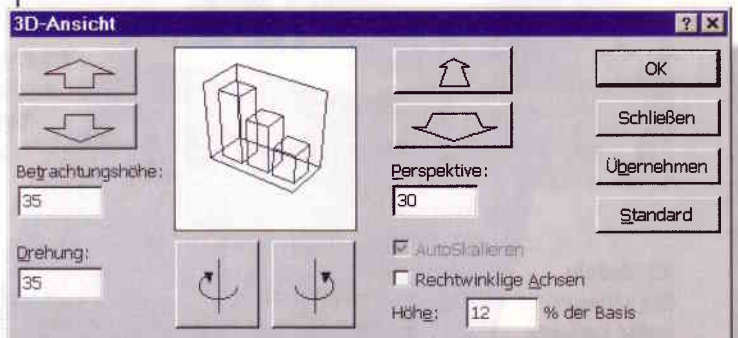 3D-Ansicht
OK
Schließen
Übernehmen
Standard
Betrachtungshöhe:
35
Drehung:
35
Perspektive:
30
AutoSkalieren
Rechtwinklige Achsen
Höhe: 12 % der Basis